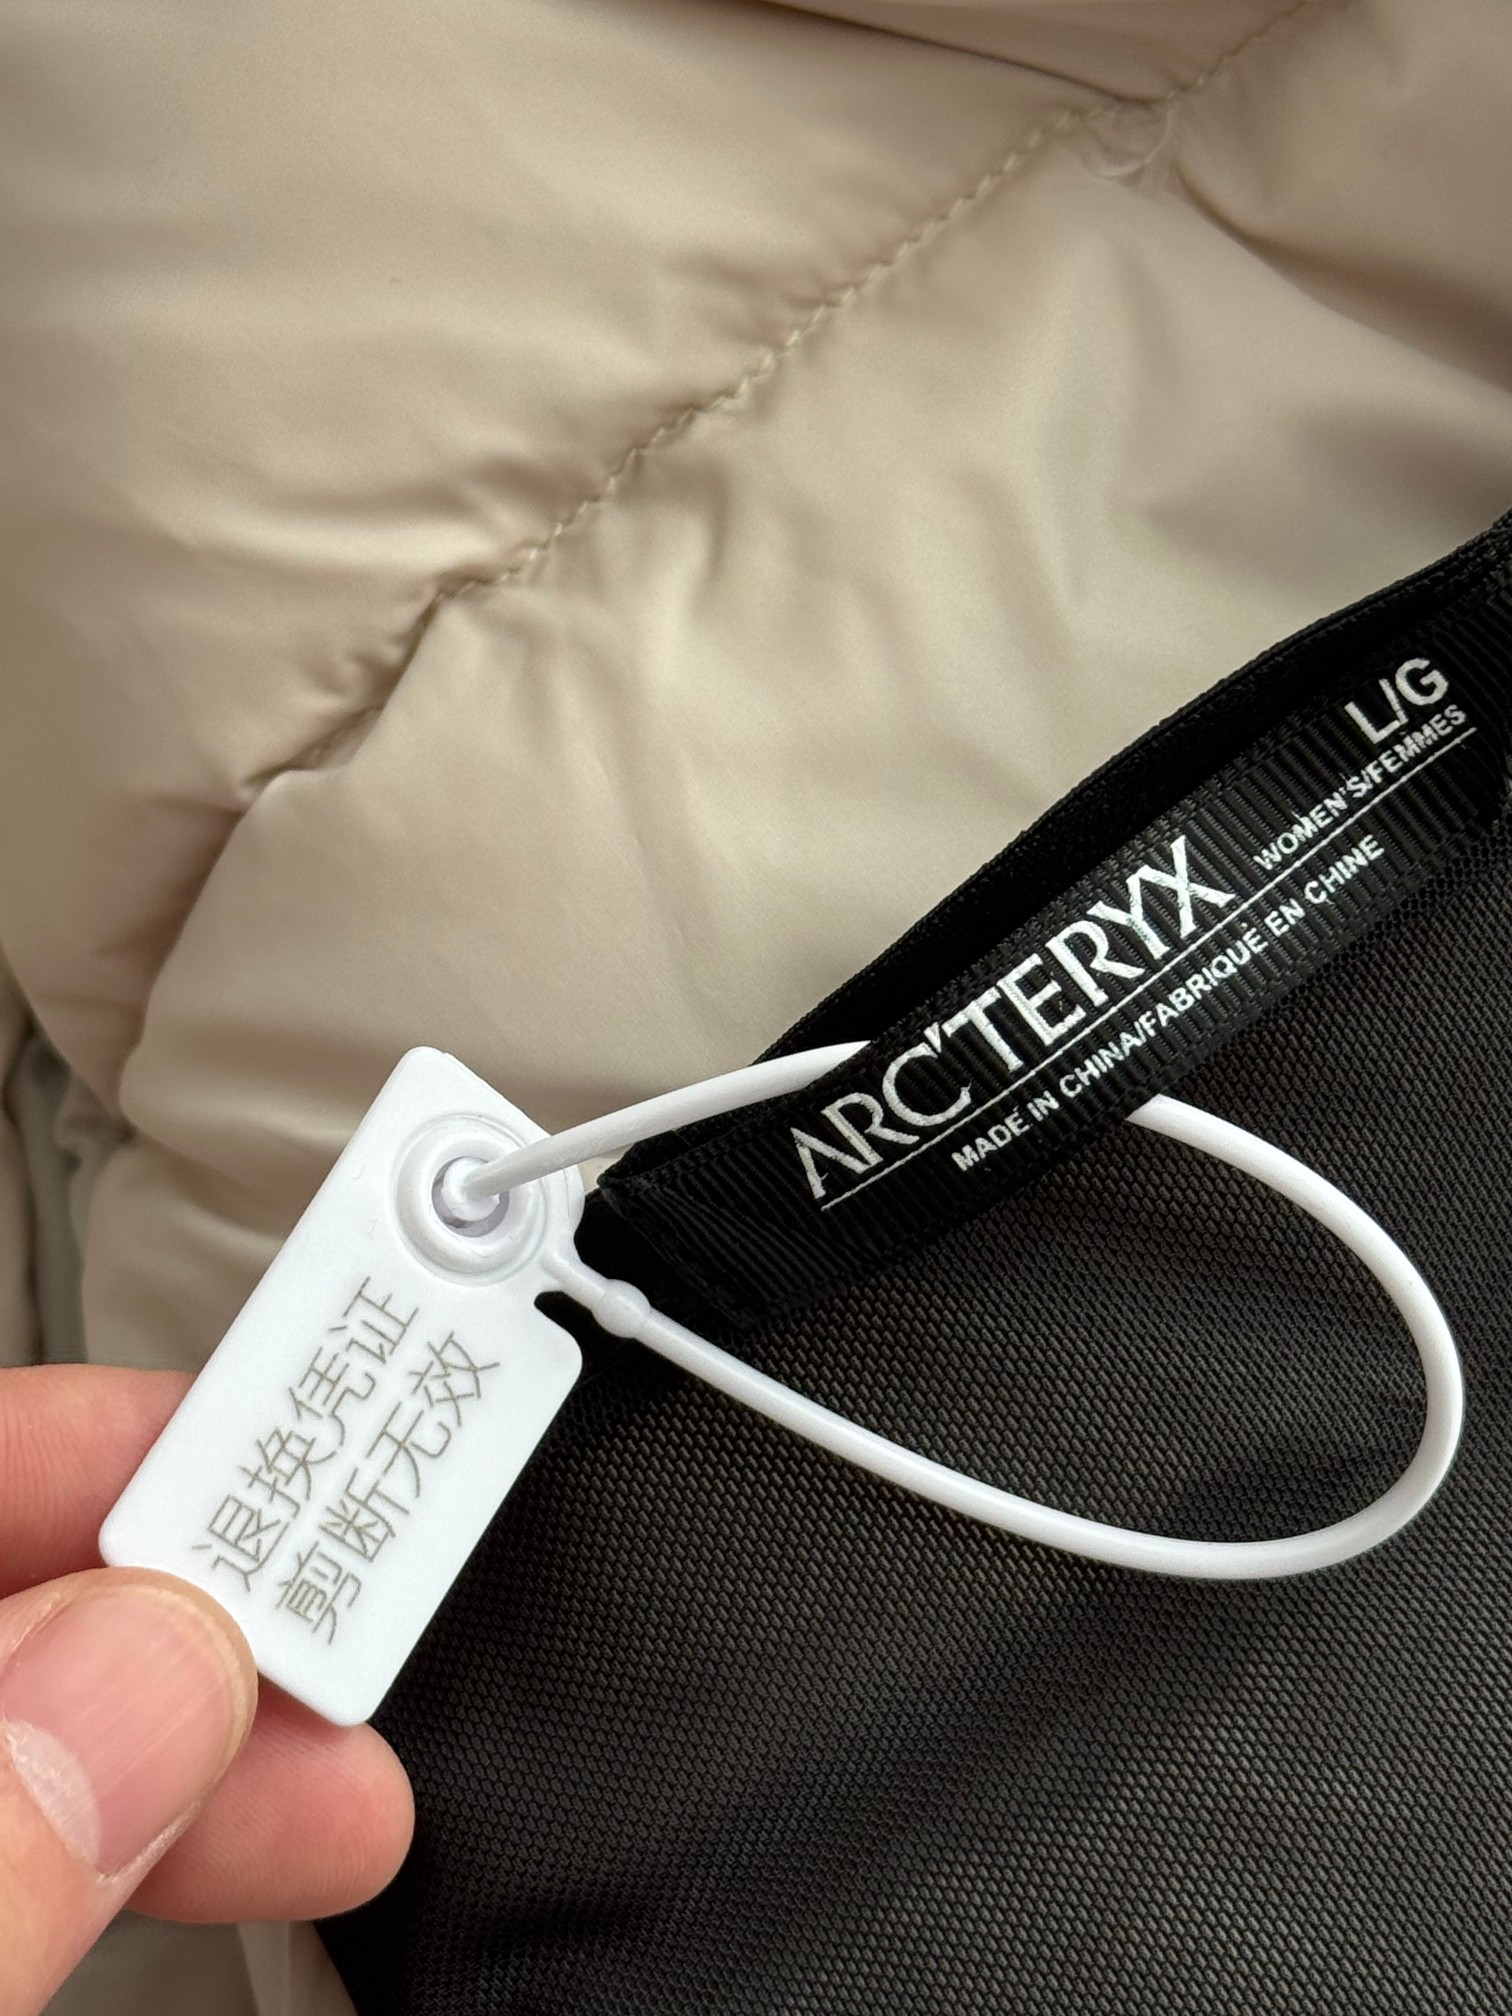 L/G
ARC'TERYX WOMEN'S/FEMMES
MADE IN CHINA/FABRIQUÉ EN CHINE
退换凭证
剪断无效